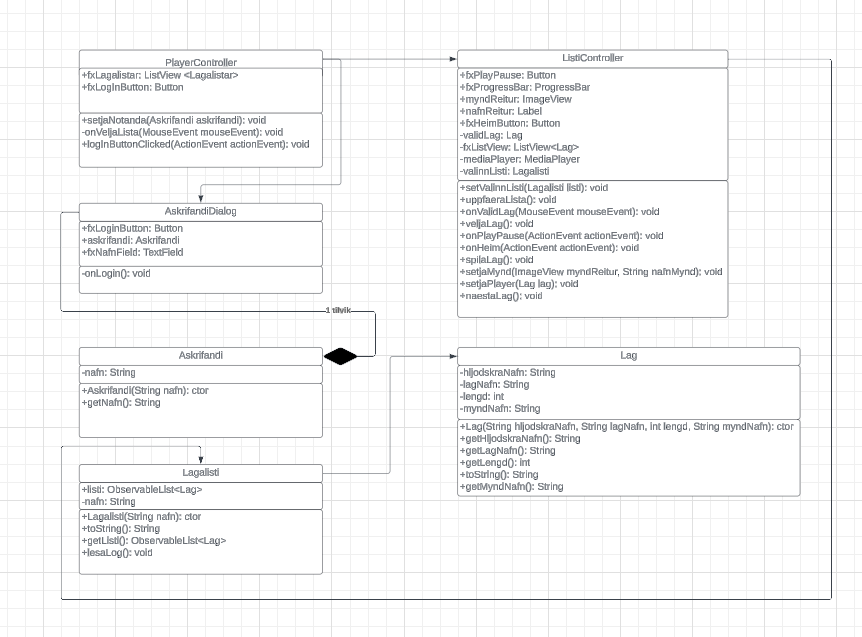 PlayerController
+fxLagalistar: ListView <Lagalistar>
+fxLogInButton: Button
+setjaNotanda(Askrifandi askrifandi): void
-onVeljaLista(MouseEvent mouseEvent): void
+logInButtonClicked(ActionEvent actionEvent): void
ListiController
+fxPlayPause: Button
+fxProgressBar: ProgressBar
+myndReitur: ImageView
+nafnReitur: Label
+fxHeimButton: Button
-validLag: Lag
-fxListView: ListView<Lag>
-mediaPlayer: MediaPlayer
-valinnListi: Lagalisti
+setValinnListi(Lagalisti listi): void
+uppfaeraLista(): void
+onValidLag(MouseEvent mouseEvent): void
+veljaLag(): void
+onPlayPause(ActionEvent actionEvent): void
+onHeim(ActionEvent actionEvent): void
+spilaLag(): void
+setjaMynd(ImageView myndReitur, String nafnMynd): void
+setjaPlayer(Lag lag): void
+naestaLag(): void
AskrifandiDialog
+fxLoginButton: Button
+askrifandi: Askrifandi
+fxNafnField: TextField
-onLogin(): void
1 tilvik
Askrifandi
-nafn: String
+Askrifandi(String nafn): ctor
+getNafn(): String
Lag
-hljodskraNafn: String
-lagNafn: String
-lengd: int
-myndNafn: String
+Lag(String hljodskraNafn, String lagNafn, int lengd, String myndNafn): ctor
+getHljodskraNafn(): String
+getLagNafn(): String
+getLengd(): int
+toString(): String
+getMyndNafn(): String
Lagalisti
+listi: ObservableList<Lag>
-nafn: String
+Lagalisti(String nafn): ctor
+toString(): String
+getListi(): ObservableList<Lag>
+lesaLog(): void